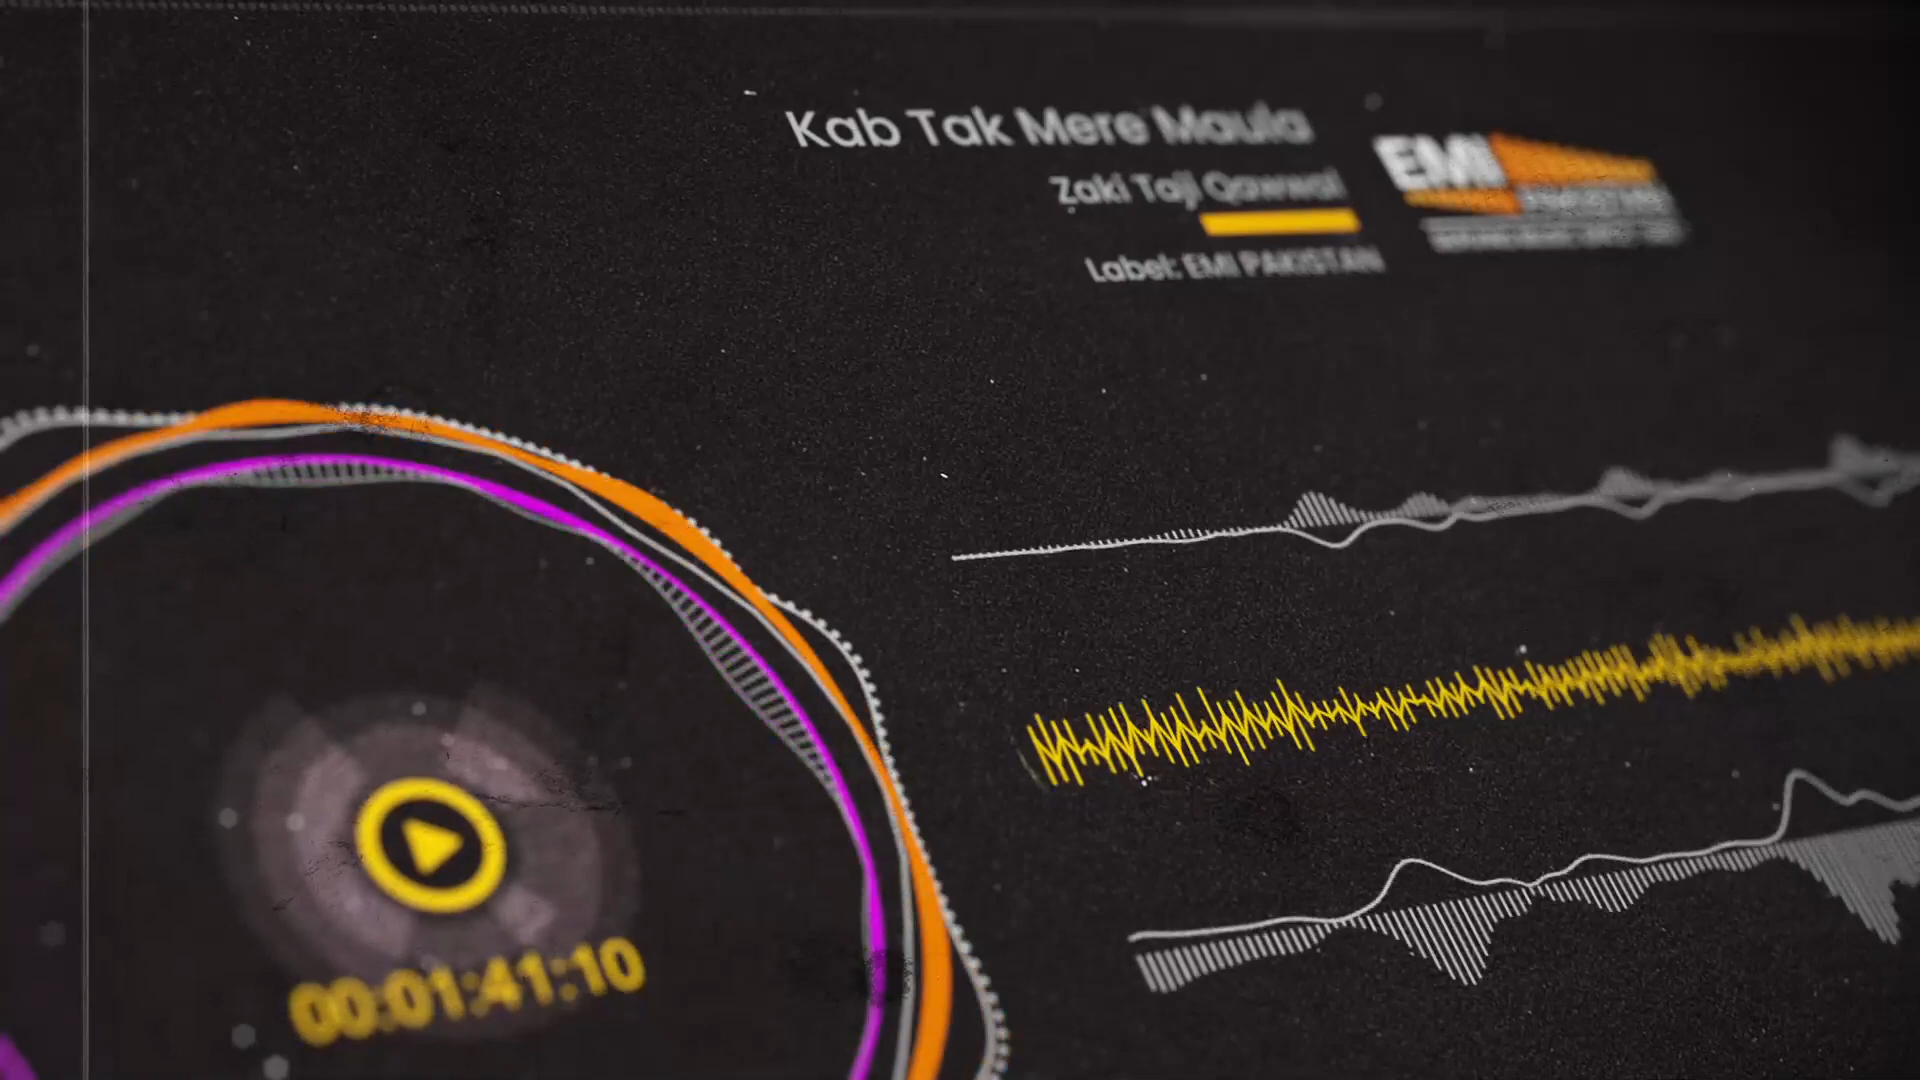 Kab Tak Mere Maula
Zaki Taji Qawwal
Label: EMI PAKISTAN
EMI
00:01:41:10